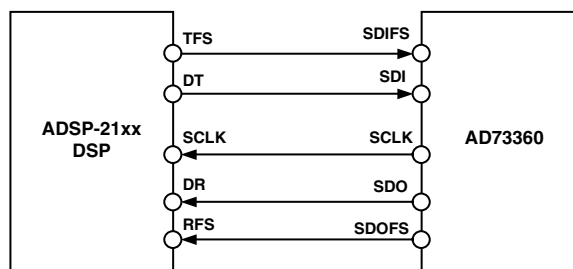 TFS SDIFS
DT SDI
ADSP-21xx
DSP
SCLK SCLK
AD73360
DR SDO
RFS SDOFS